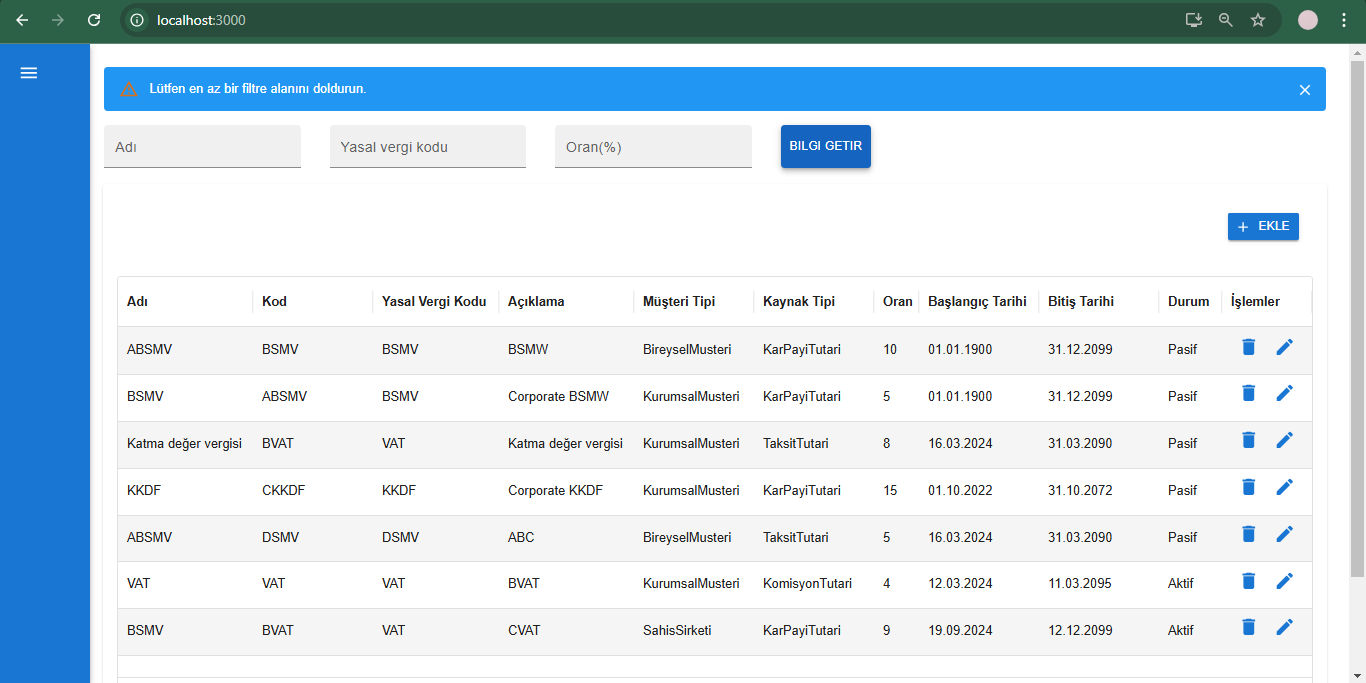 localhost:3000
Lütfen en az bir filtre alanını doldurun.
Adı Yasal vergi kodu Oran(%) BILGI GETIR
+ EKLE
Adı Kod Yasal Vergi Kodu Açıklama Müşteri Tipi Kaynak Tipi Oran Başlangıç Tarihi Bitiş Tarihi Durum İşlemler
ABSMV BSMV BSMV BSMW BireyselMusteri KarPayiTutari 10 01.01.1900 31.12.2099 Pasif
BSMV ABSMV BSMV Corporate BSMW KurumsalMusteri KarPayiTutari 5 01.01.1900 31.12.2099 Pasif
Katma değer vergisi BVAT VAT Katma değer vergisi KurumsalMusteri TaksitTutari 8 16.03.2024 31.03.2090 Pasif
KKDF CKKDF KKDF Corporate KKDF KurumsalMusteri KarPayiTutari 15 01.10.2022 31.10.2072 Pasif
ABSMV DSMV DSMV ABC BireyselMusteri TaksitTutari 5 16.03.2024 31.03.2090 Pasif
VAT VAT VAT BVAT KurumsalMusteri KomisyonTutari 4 12.03.2024 11.03.2095 Aktif
BSMV BVAT VAT CVAT SahisSirketi KarPayiTutari 9 19.09.2024 12.12.2099 Aktif